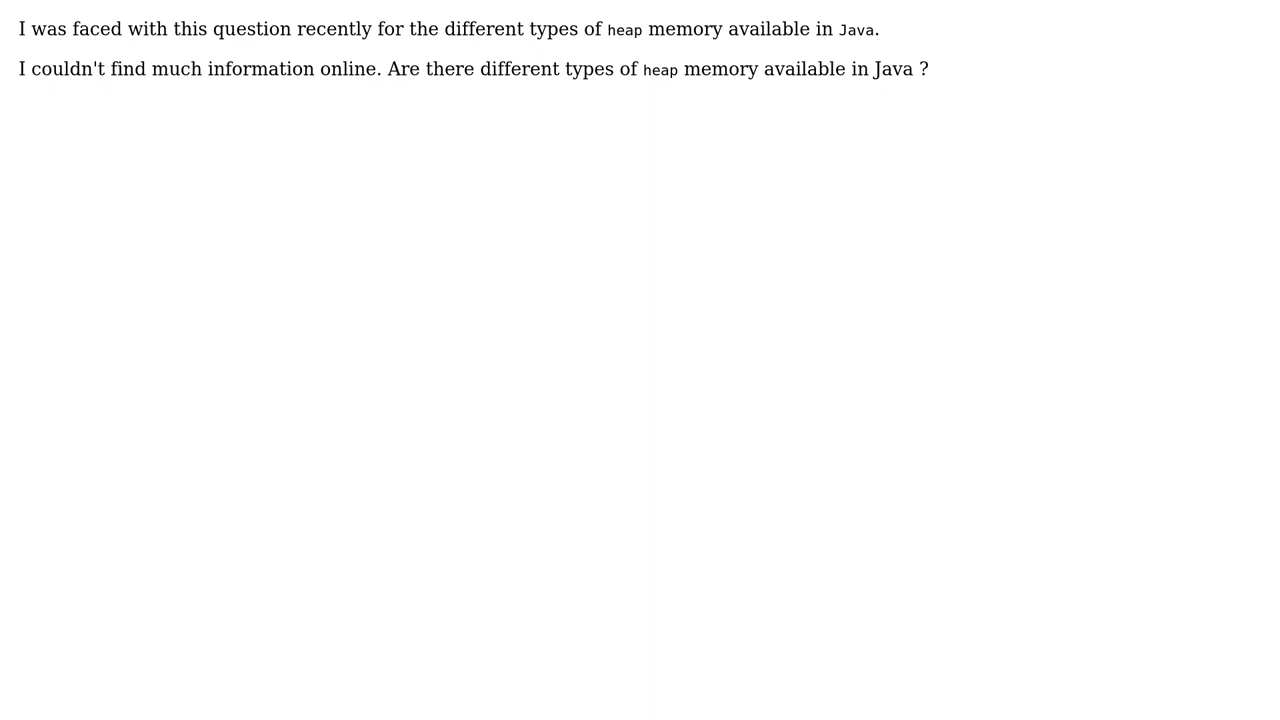 I was faced with this question recently for the different types of heap memory available in Java.
I couldn't find much information online. Are there different types of heap memory available in Java ?